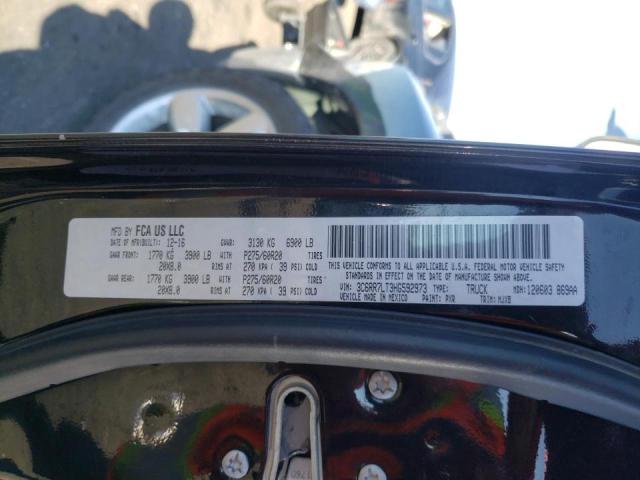 MFD BY FCA US LLC
DATE OF MFR(BUILT): 12-16 GVWR: 3130 KG 6900 LB
GAWR FRONT: 1770 KG 3900 LB WITH P275/60R20 TIRES
20X8.0 RIMS AT 270 KPA ( 39 PSI) COLD
GAWR REAR: 1770 KG 3900 LB WITH P275/60R20 TIRES
20X8.0 RIMS AT 270 KPA ( 39 PSI) COLD
THIS VEHICLE CONFORMS TO ALL APPLICABLE U.S.A. FEDERAL MOTOR VEHICLE
SAFETY STANDARDS IN EFFECT ON THE DATE OF MANUFACTURE SHOWN ABOVE.
VIN: 3C6RR7LT3HG592973 TYPE: TRUCK MDH: 120603 869AA
VEHICLE MADE IN MEXICO PAINT: PXR TRIM: MJX8